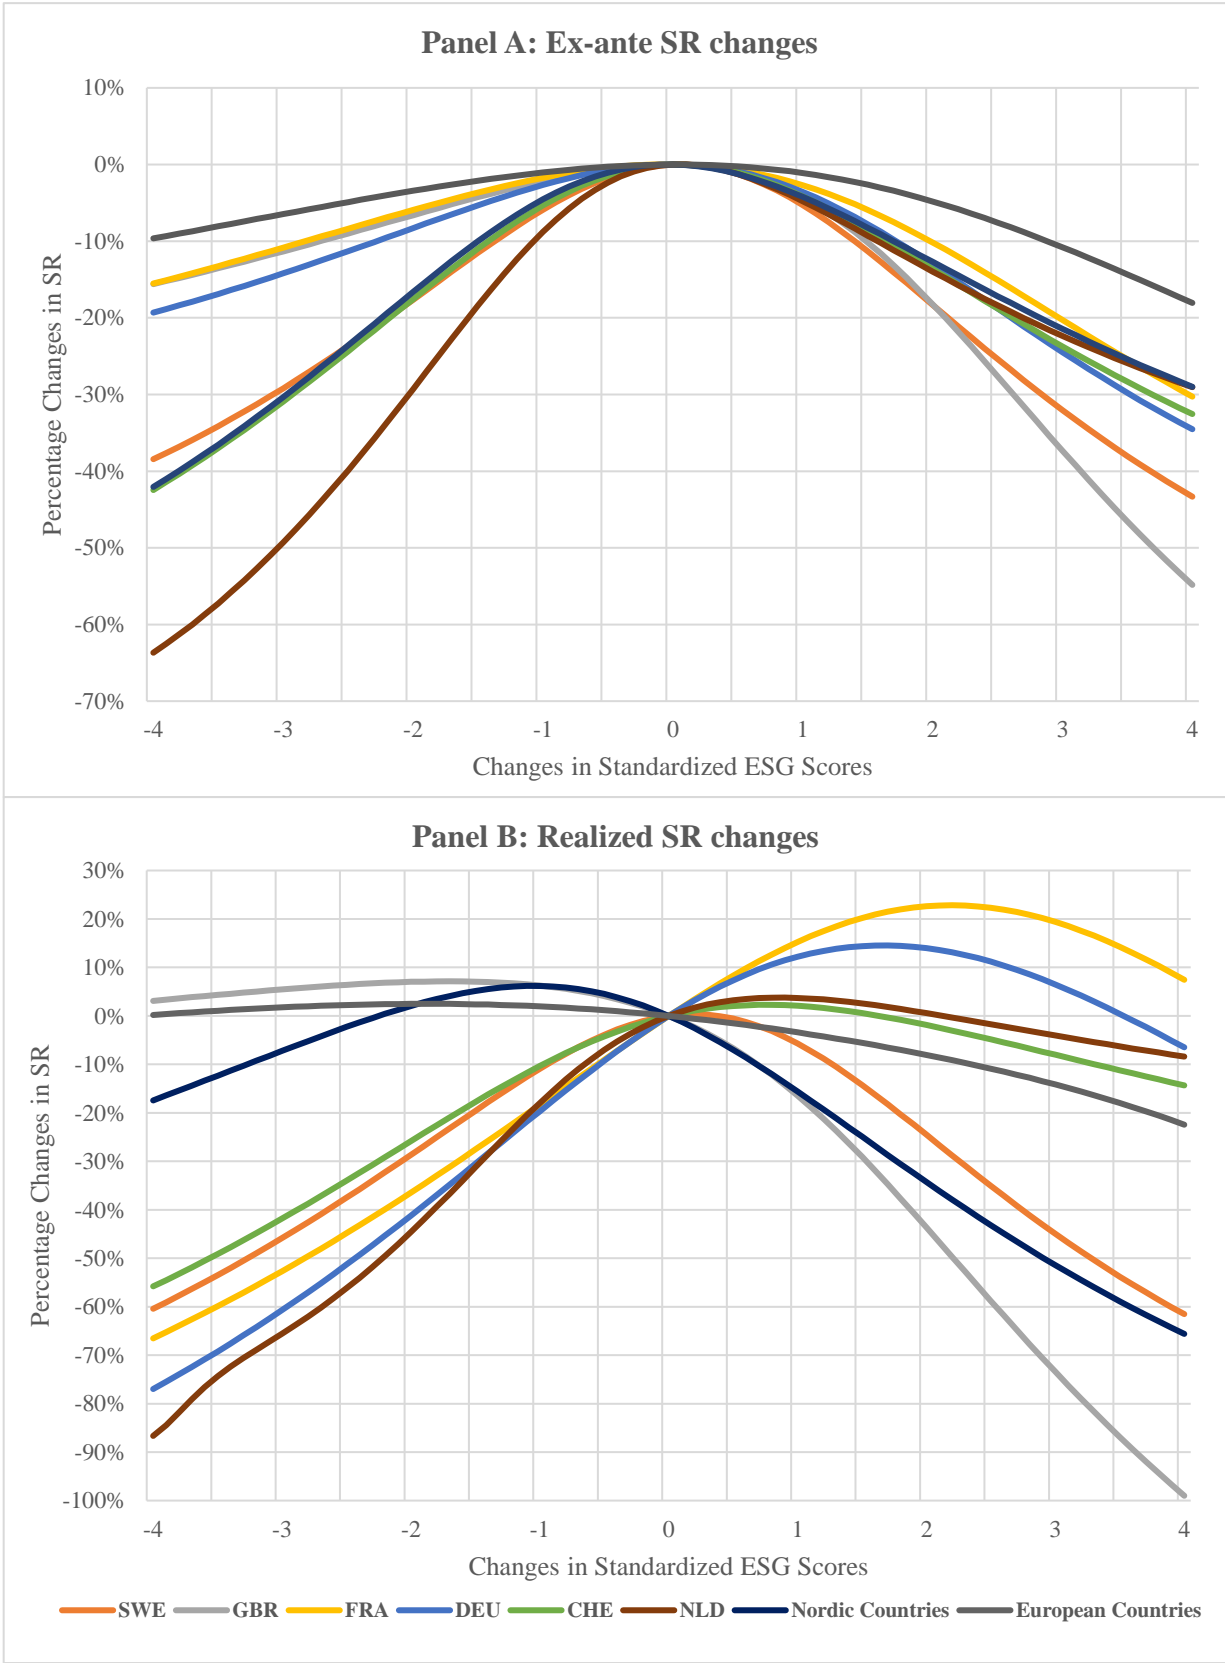 Panel A: Ex-ante SR changes
10%
0%
-10%
-20%
-30%
-40%
-50%
-60%
-70%
Percentage Changes in SR
-4 -3 -2 -1 0 1 2 3 4
Changes in Standardized ESG Scores
Panel B: Realized SR changes
30%
20%
10%
0%
-10%
-20%
-30%
-40%
-50%
-60%
-70%
-80%
-90%
-100%
Percentage Changes in SR
-4 -3 -2 -1 0 1 2 3 4
Changes in Standardized ESG Scores
SWE GBR FRA DEU CHE NLD Nordic Countries European Countries